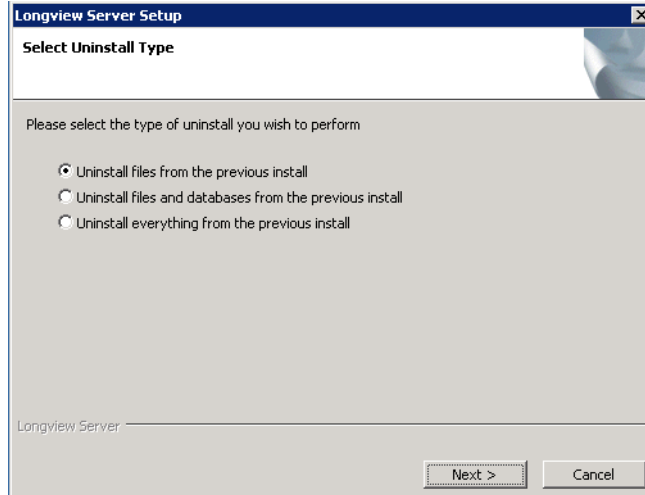 Longview Server Setup
Select Uninstall Type
Please select the type of uninstall you wish to perform
Uninstall files from the previous install
Uninstall files and databases from the previous install
Uninstall everything from the previous install
Longview Server
Next >
Cancel